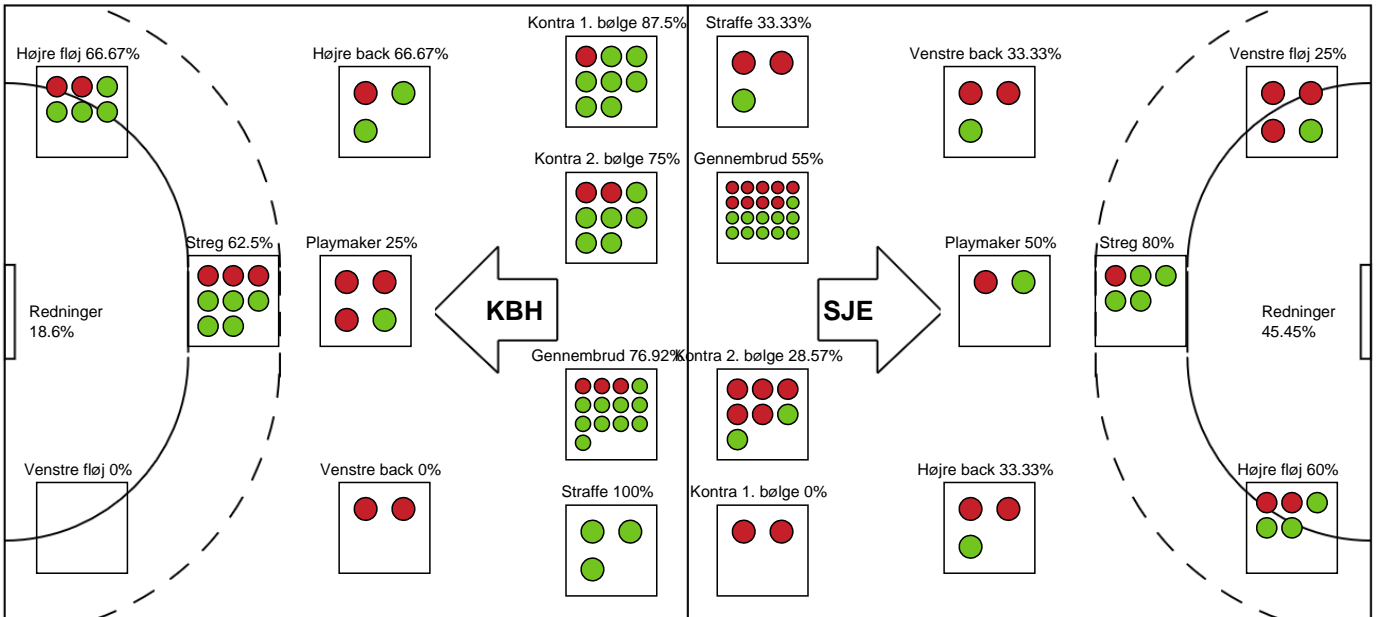 Kontra 1. bølge 87.5%
Straffe 33.33%
Højre fløj 66.67%
Højre back 66.67%
Venstre back 33.33%
Venstre fløj 25%
Kontra 2. bølge 75%
Gennembrud 55%
Streg 62.5%
Playmaker 25%
Playmaker 50%
Streg 80%
Redninger
18.6%
KBH
SJE
Redninger
45.45%
Gennembrud 76.92%
Kontra 2. bølge 28.57%
Venstre fløj 0%
Venstre back 0%
Højre back 33.33%
Højre fløj 60%
Straffe 100%
Kontra 1. bølge 0%